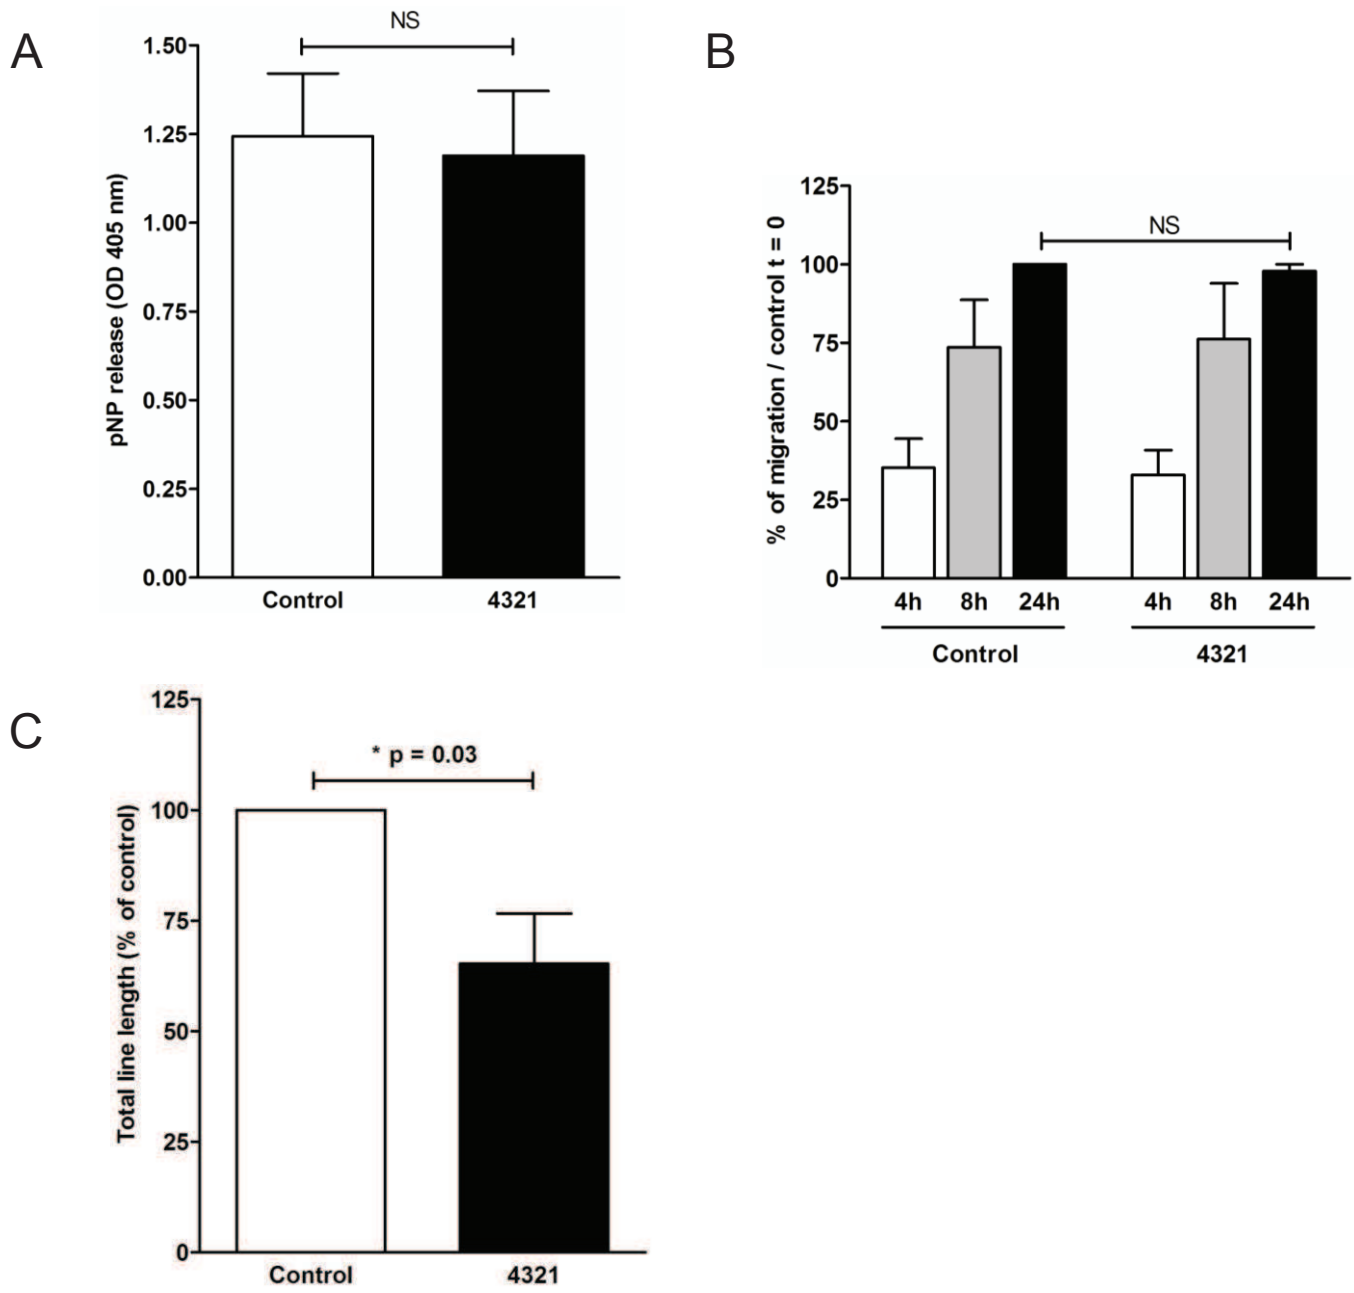 A
NS
1.50
1.25
1.00
0.75
0.50
0.25
0.00
pNP release (OD 405 nm)
Control 4321
B
NS
125
100
75
50
25
0
% of migration / control t = 0
4h 8h 24h 4h 8h 24h
Control 4321
C
* p = 0.03
125
100
75
50
25
0
Total line length (% of control)
Control 4321